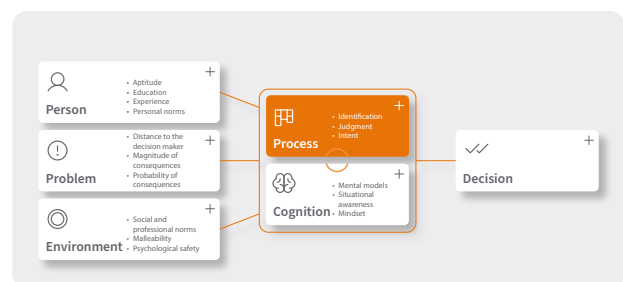 • Aptitude
• Education
• Experience
• Personal norms
Person
• Distance to the
decision maker
• Magnitude of
consequences
• Probability of
consequences
Problem
• Social and
professional norms
• Malleability
• Psychological safety
Environment
• Identification
• Judgment
• Intent
Process
• Mental models
• Situational
awareness
• Mindset
Cognition
Decision